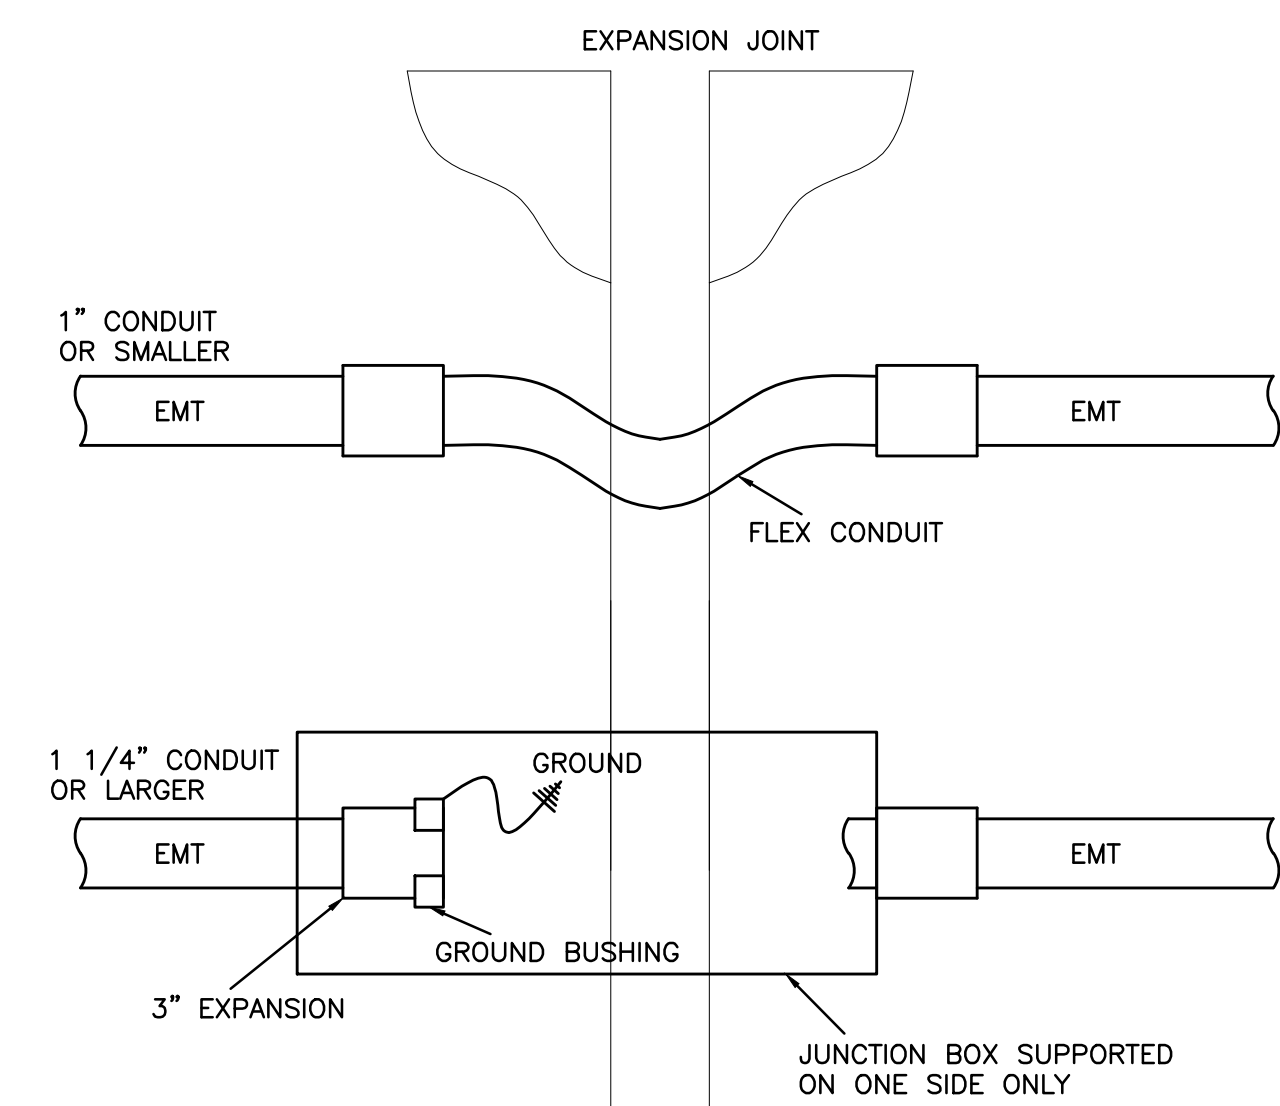 EXPANSION JOINT
1” CONDUIT
OR SMALLER
EMT
EMT
FLEX CONDUIT
1 1/4” CONDUIT
OR LARGER
GROUND
EMT
EMT
GROUND BUSHING
3” EXPANSION
JUNCTION BOX SUPPORTED
ON ONE SIDE ONLY